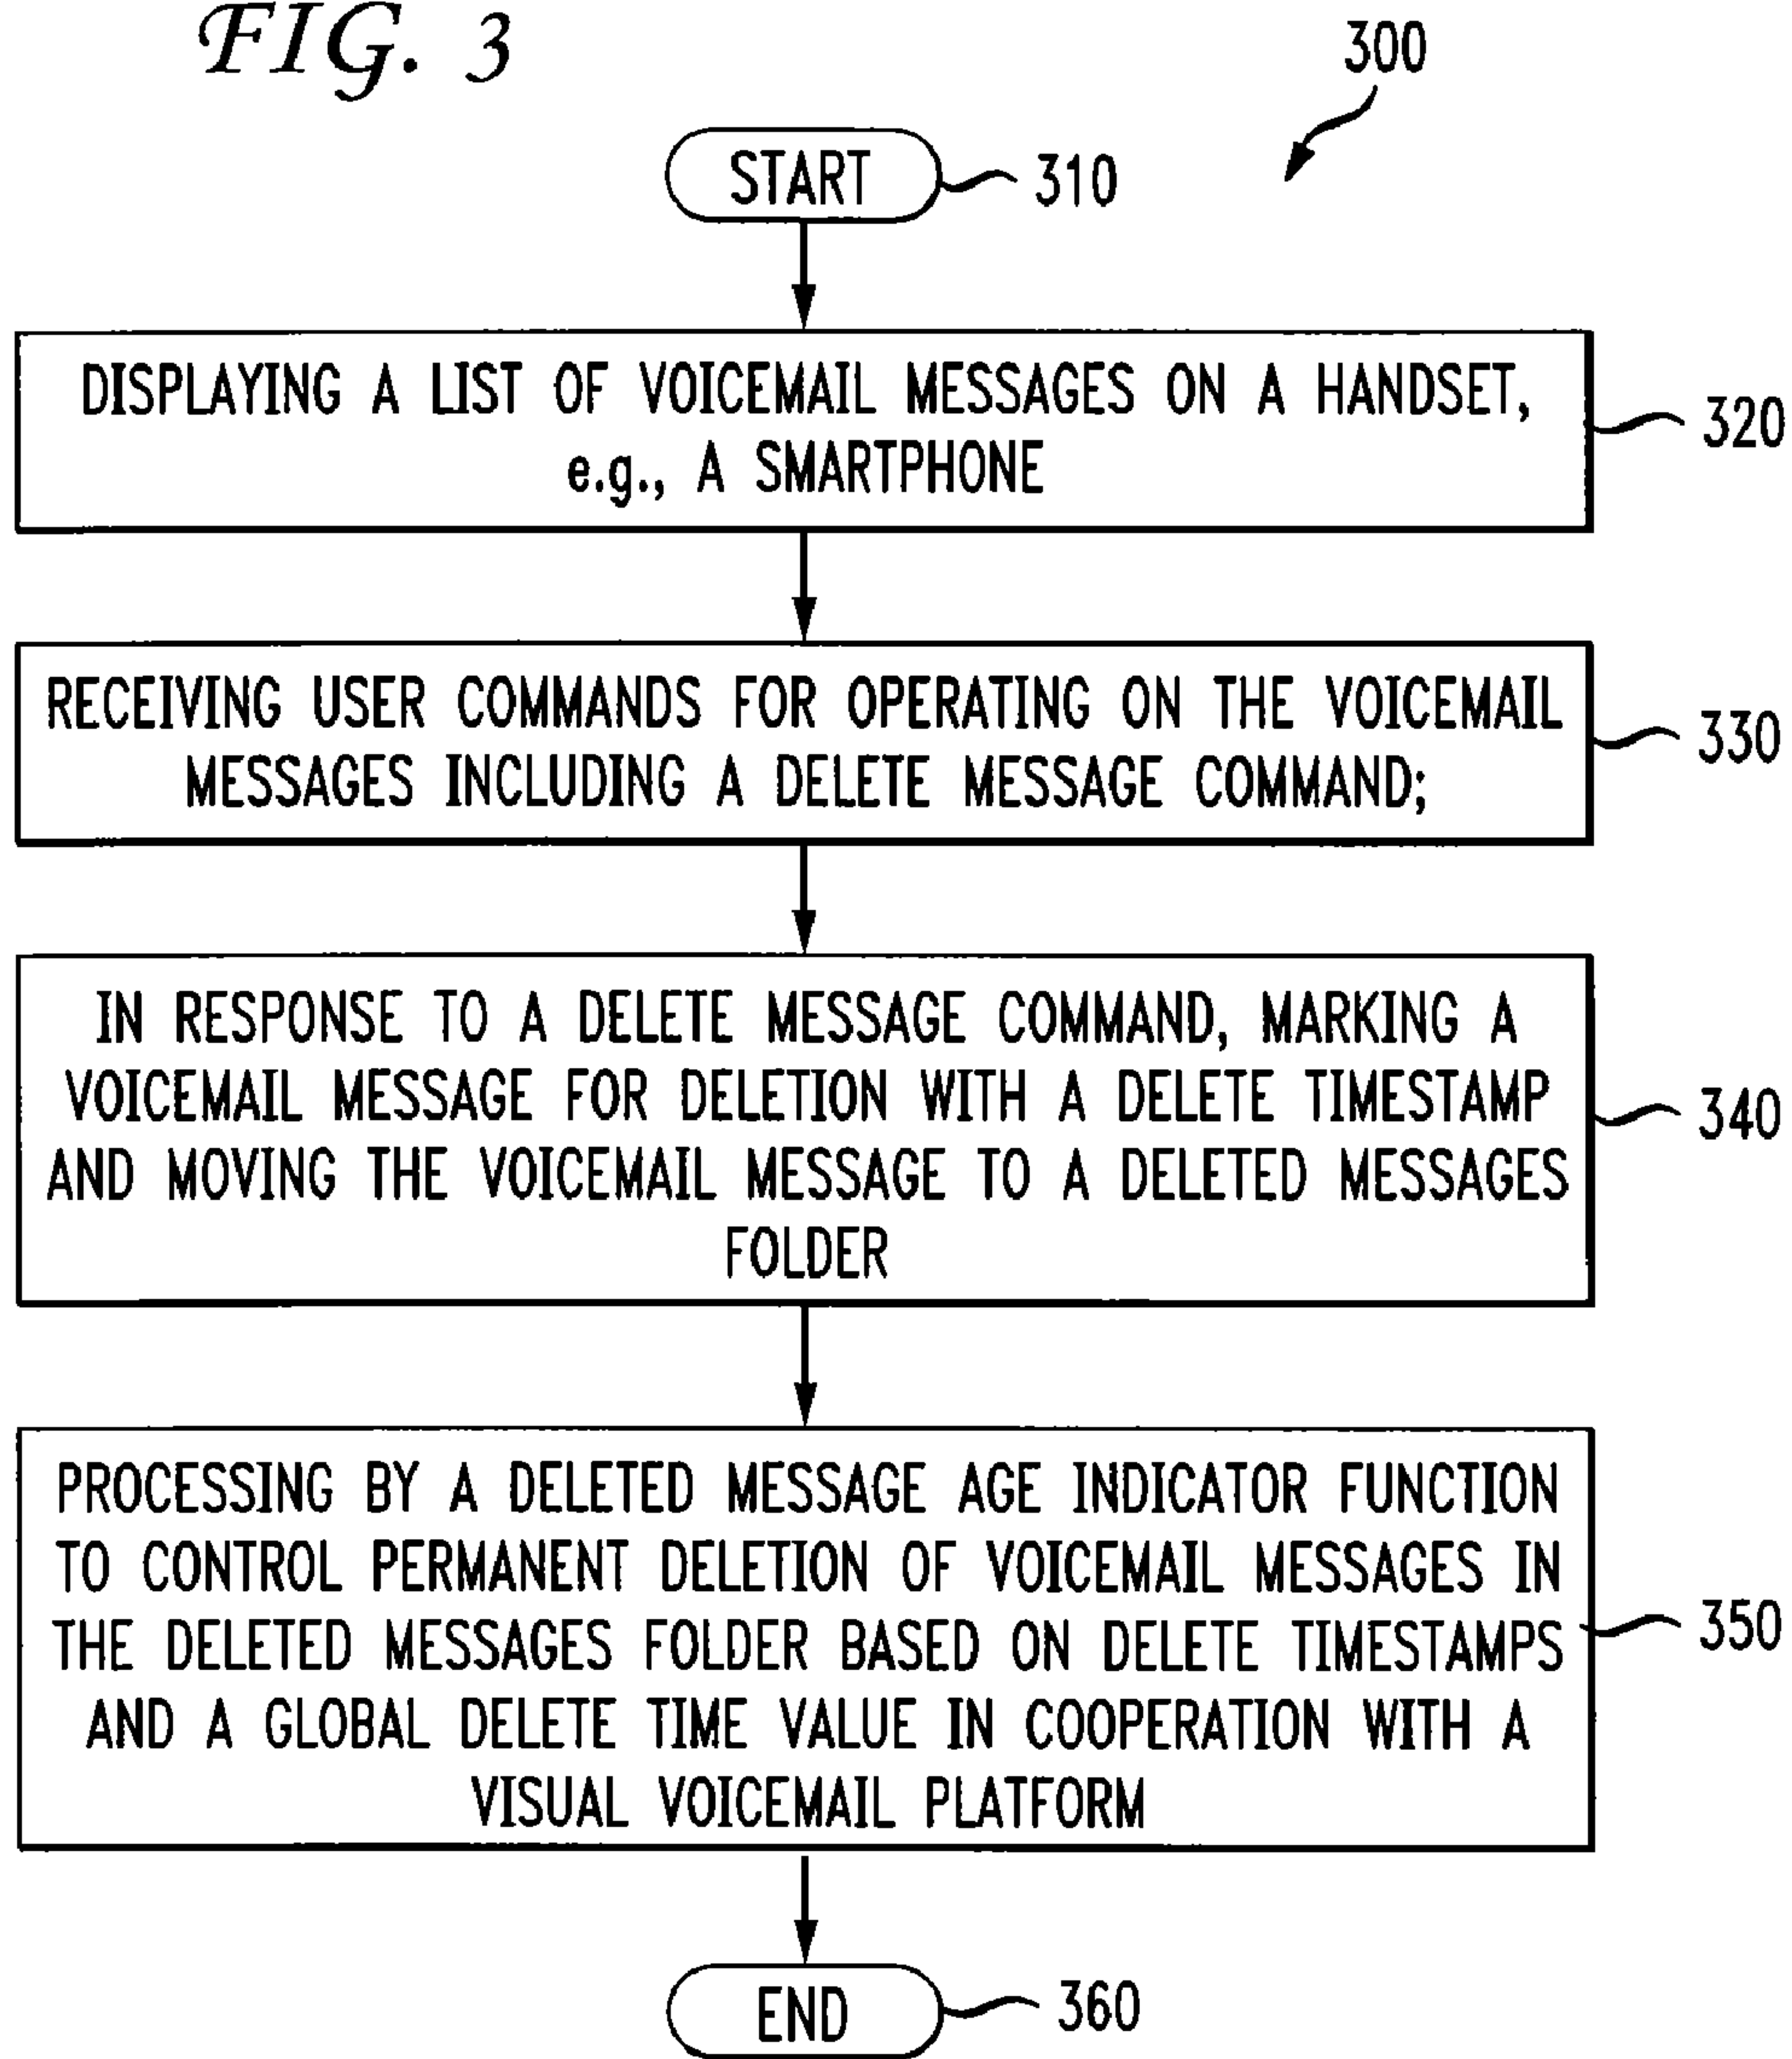 FIG. 3
300
START
310
DISPLAYING A LIST OF VOICEMAIL MESSAGES ON A HANDSET,
e.g., A SMARTPHONE
320
RECEIVING USER COMMANDS FOR OPERATING ON THE VOICEMAIL
MESSAGES INCLUDING A DELETE MESSAGE COMMAND;
330
IN RESPONSE TO A DELETE MESSAGE COMMAND, MARKING A
VOICEMAIL MESSAGE FOR DELETION WITH A DELETE TIMESTAMP
AND MOVING THE VOICEMAIL MESSAGE TO A DELETED MESSAGES
FOLDER
340
PROCESSING BY A DELETED MESSAGE AGE INDICATOR FUNCTION
TO CONTROL PERMANENT DELETION OF VOICEMAIL MESSAGES IN
THE DELETED MESSAGES FOLDER BASED ON DELETE TIMESTAMPS
AND A GLOBAL DELETE TIME VALUE IN COOPERATION WITH A
VISUAL VOICEMAIL PLATFORM
350
END
360